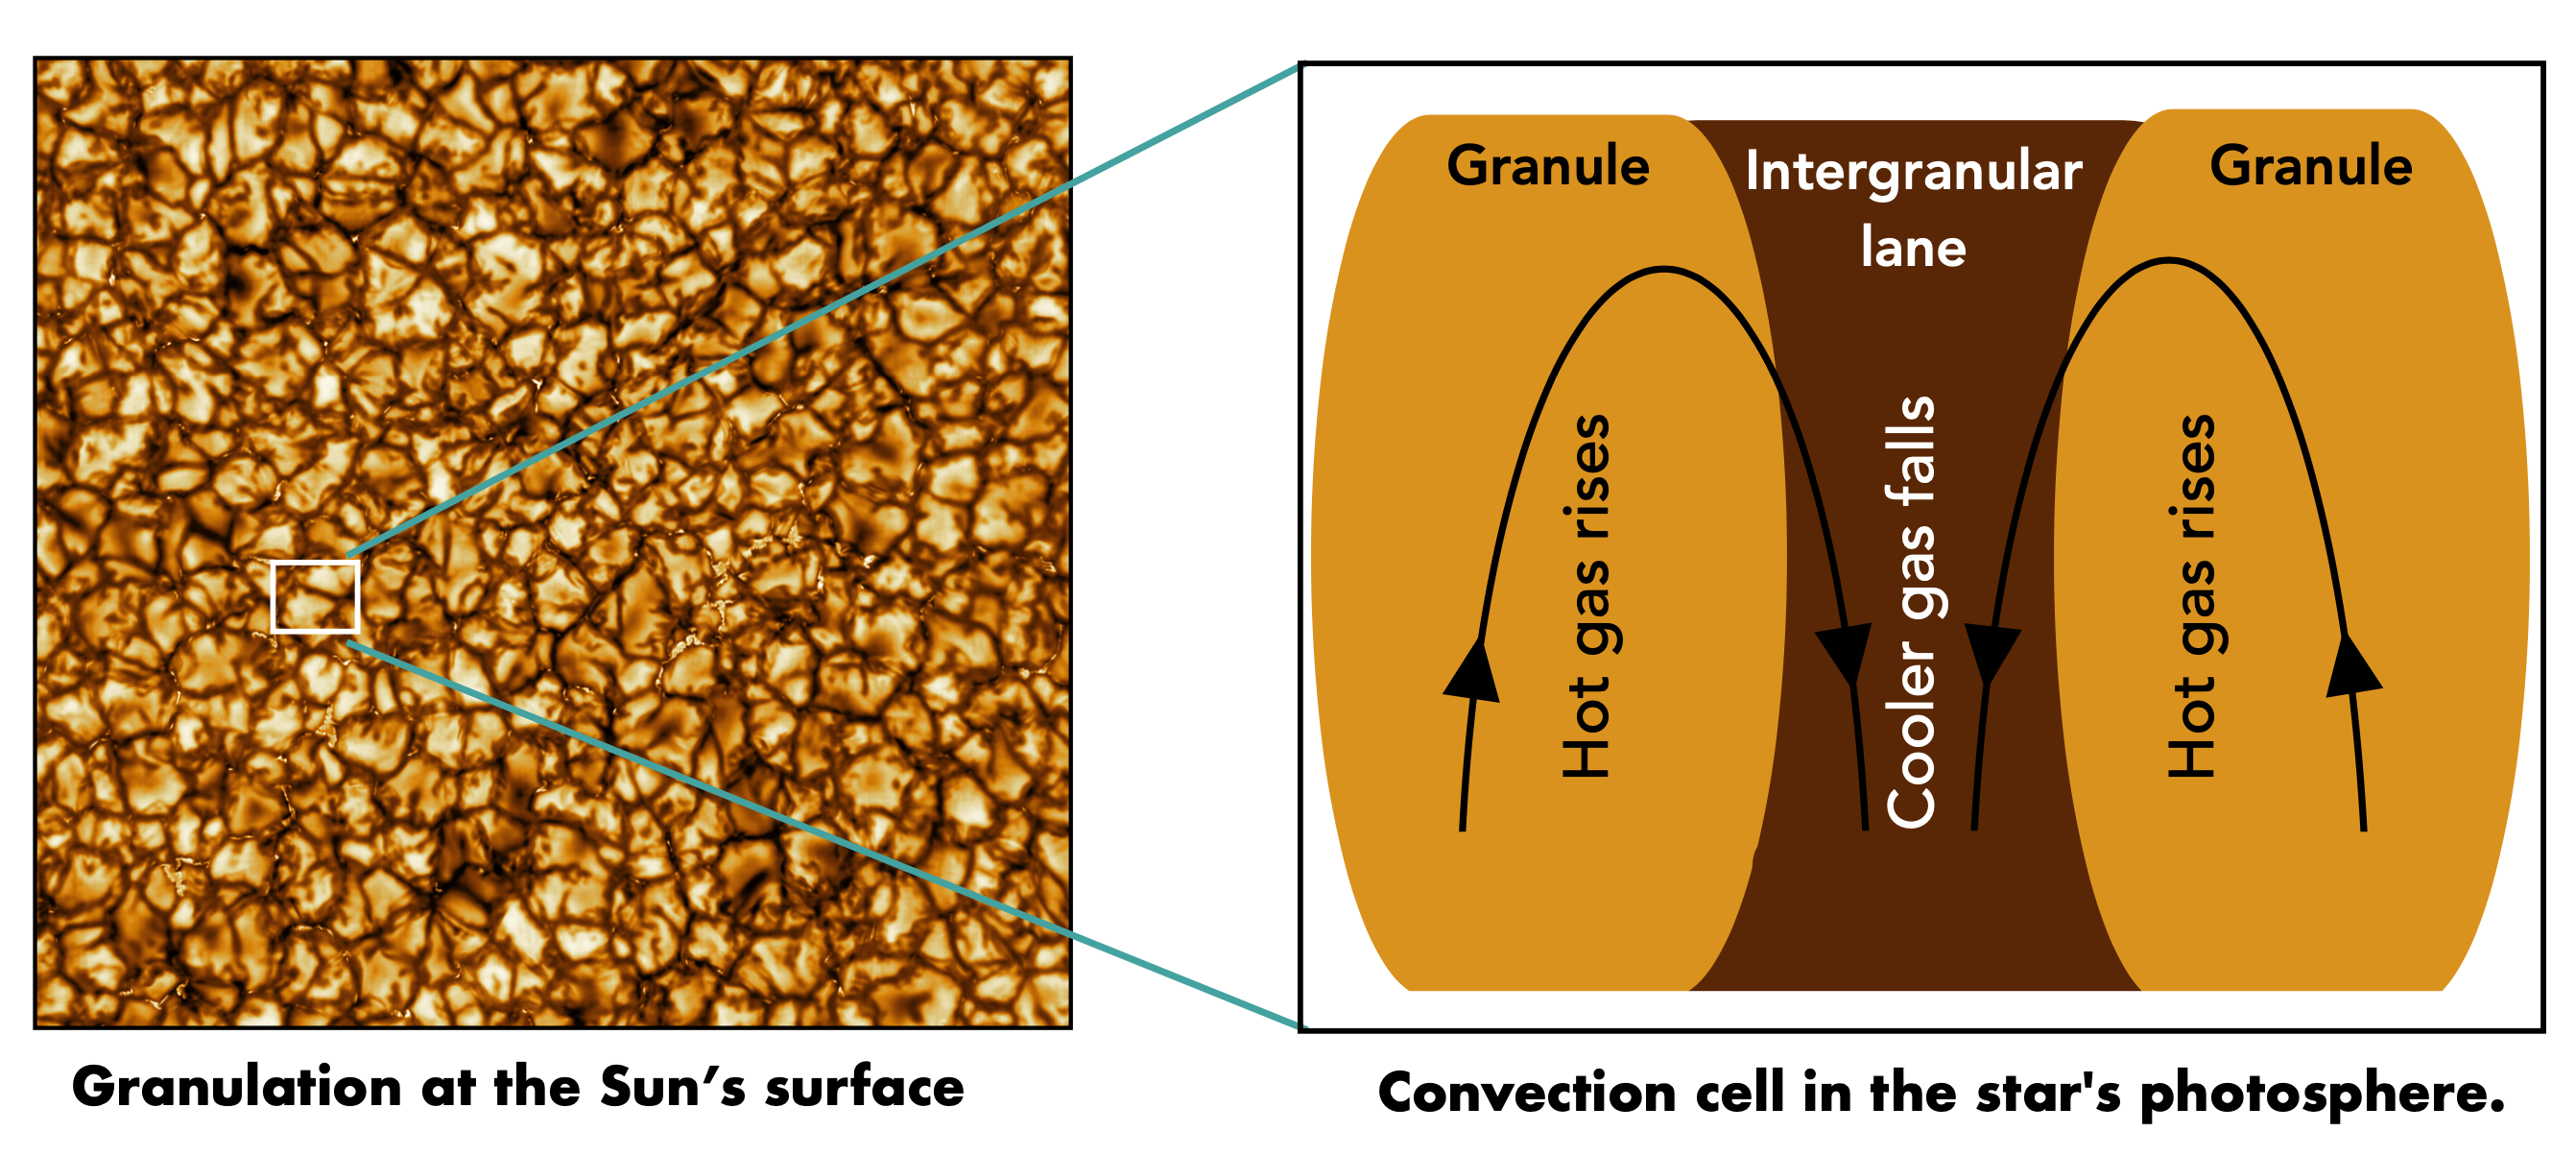 Granule
Intergranular
lane
Granule
Hot gas rises
Cooler gas falls
Hot gas rises
Granulation at the Sun’s surface
Convection cell in the star's photosphere.